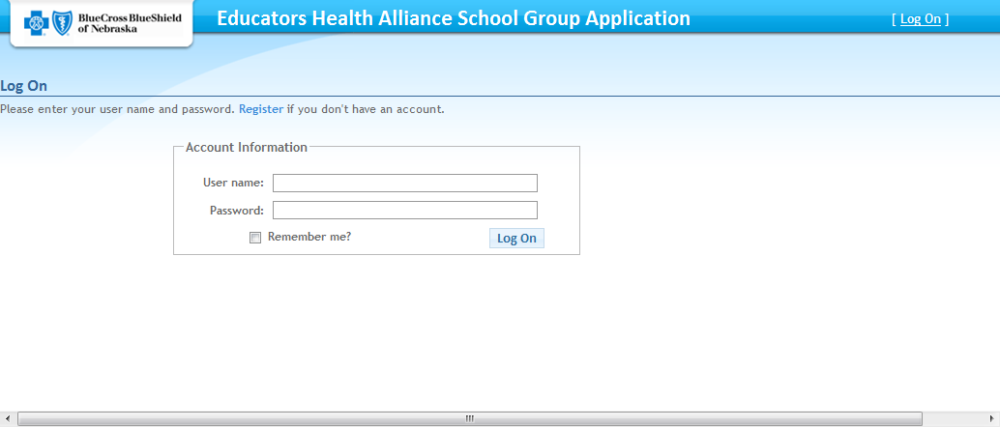 BlueCross BlueShield
of Nebraska
Educators Health Alliance School Group Application
[ Log On ]
Log On
Please enter your user name and password. Register if you don't have an account.
Account Information
User name:
Password:
Remember me?
Log On